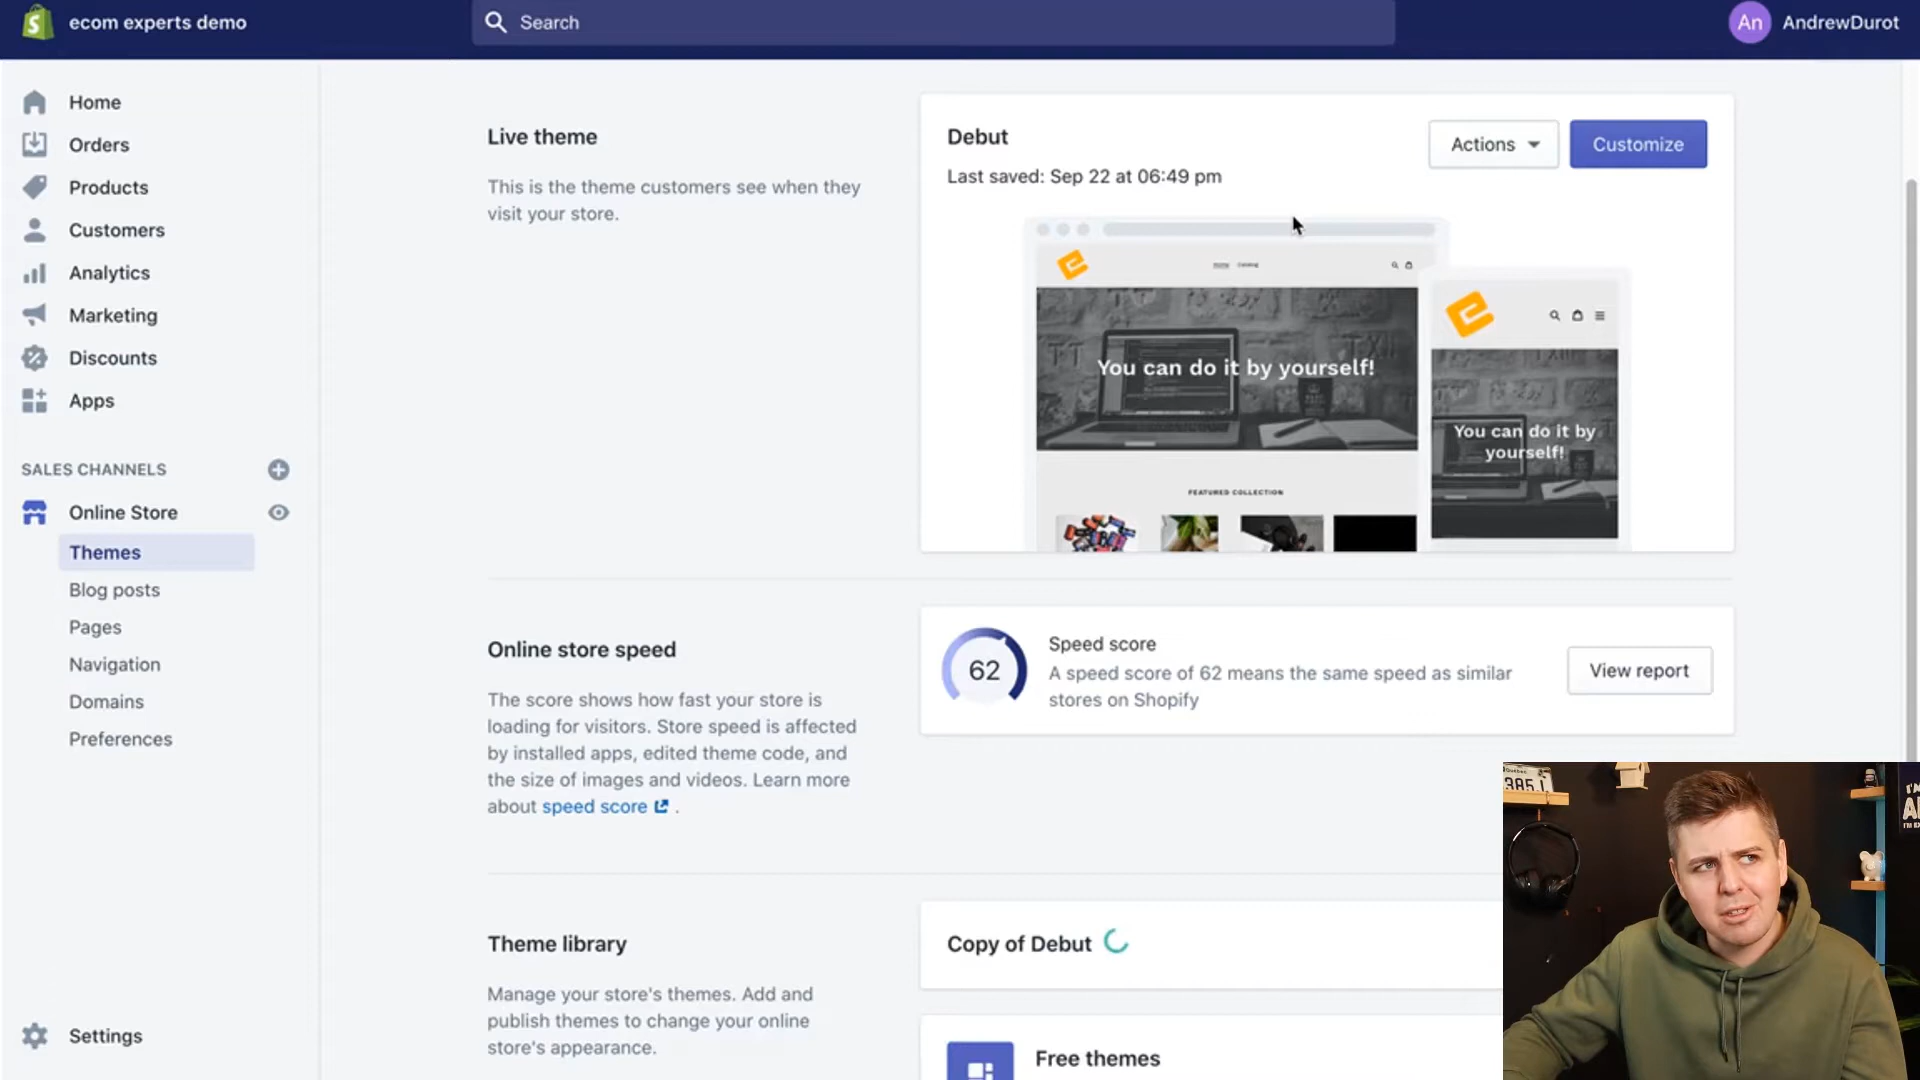 ecom experts demo
Search
An
AndrewDurot
Home
Orders
Products
Customers
Analytics
Marketing
Discounts
Apps
SALES CHANNELS
Online Store
Themes
Blog posts
Pages
Navigation
Domains
Preferences
Settings
Live theme
This is the theme customers see when they
visit your store.
Debut
Last saved: Sep 22 at 06:49 pm
Actions
Customize
Home Catalog
You can do it by yourself!
FEATURED COLLECTION
You can do it by
yourself!
Online store speed
The score shows how fast your store is
loading for visitors. Store speed is affected
by installed apps, edited theme code, and
the size of images and videos. Learn more
about speed score .
62
Speed score
A speed score of 62 means the same speed as similar
stores on Shopify
View report
Theme library
Manage your store's themes. Add and
publish themes to change your online
store's appearance.
Copy of Debut
Free themes